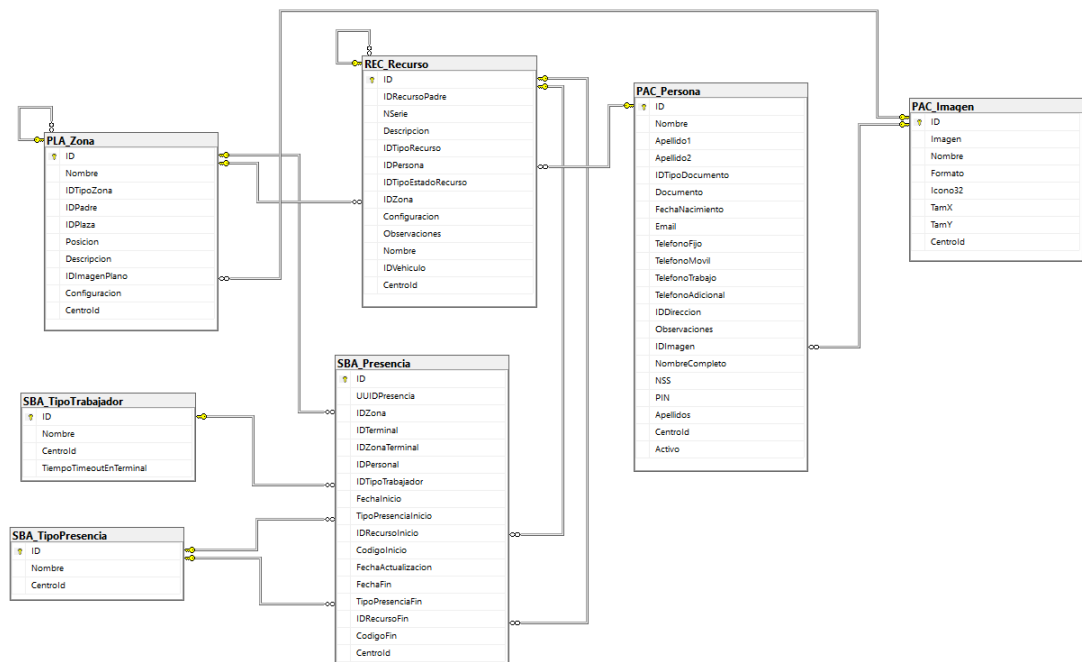 REC_Recurso
ID
IDRecursoPadre
NSerie
Descripcion
IDTipoRecurso
IDPersona
IDTipoEstadoRecurso
IDZona
Configuracion
Observaciones
Nombre
IDVehiculo
CentroId
PAC_Persona
ID
Nombre
Apellido1
Apellido2
IDTipoDocumento
Documento
FechaNacimiento
Email
TelefonoFijo
TelefonoMovil
TelefonoTrabajo
TelefonoAdicional
IDDireccion
Observaciones
IDImagen
NombreCompleto
NSS
PIN
Apellidos
CentroId
Activo
PAC_Imagen
ID
Imagen
Nombre
Formato
Icono32
TamX
TamY
CentroId
PLA_Zona
ID
Nombre
IDTipoZona
IDPadre
IDPlaza
Posicion
Descripcion
IDImagenPlano
Configuracion
CentroId
SBA_Presencia
ID
UUIDPresencia
IDZona
IDTerminal
IDZonaTerminal
IDPersonal
IDTipoTrabajador
FechaInicio
TipoPresenciaInicio
IDRecursoInicio
CodigoInicio
FechaActualizacion
FechaFin
TipoPresenciaFin
IDRecursoFin
CodigoFin
CentroId
SBA_TipoTrabajador
ID
Nombre
CentroId
TiempoTimeoutEnTerminal
SBA_TipoPresencia
ID
Nombre
CentroId